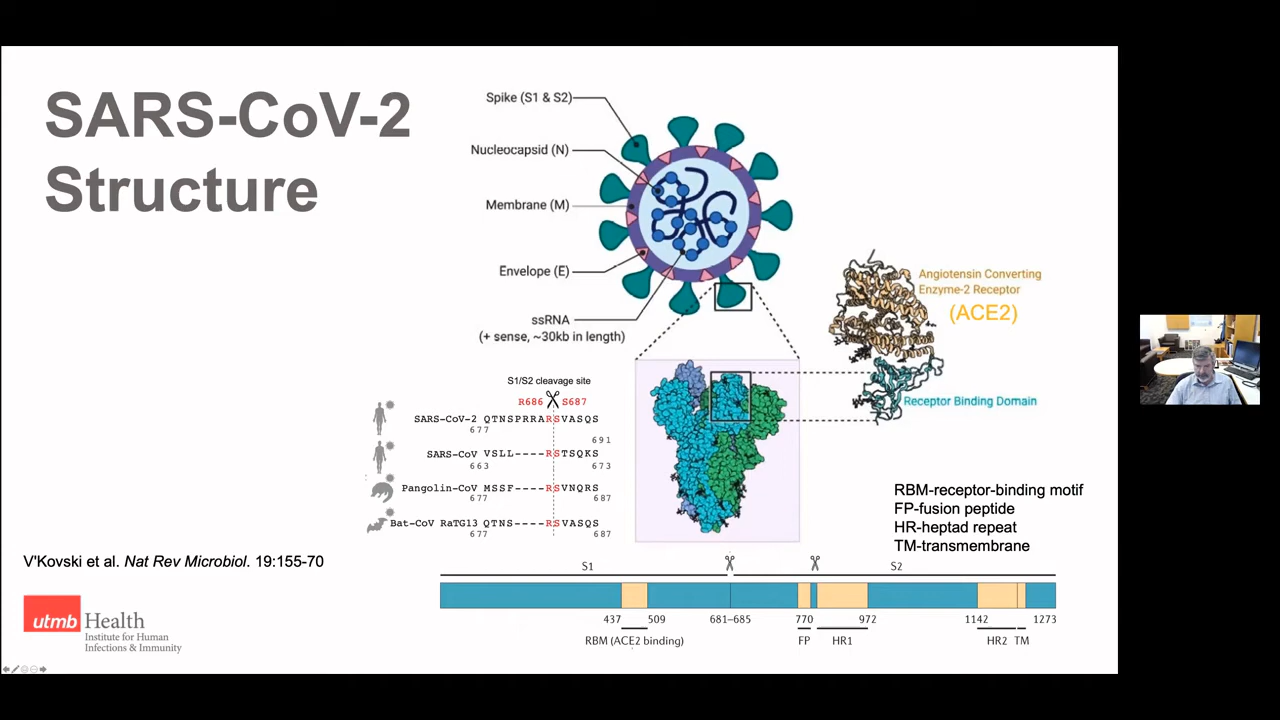 SARS-CoV-2
Structure
Spike (S1 & S2)
Nucleocapsid (N)
Membrane (M)
Envelope (E)
ssRNA
(+ sense, ~30kb in length)
Angiotensin Converting
Enzyme-2 Receptor
(ACE2)
Receptor Binding Domain
S1/S2 cleavage site
R686 S687
SARS-CoV-2 QTNSPRRARSVASQS
677 691
SARS-CoV VSLL----RSTSQKS
663 673
Pangolin-CoV MSSF----RSVNQRS
677 687
Bat-CoV RaTG13 QTNS----RSVASQS
677 687
RBM-receptor-binding motif
FP-fusion peptide
HR-heptad repeat
TM-transmembrane
V'Kovski et al. Nat Rev Microbiol. 19:155-70
S1 S2
437 509 681–685 770 972 1142 1273
RBM (ACE2 binding) FP HR1 HR2 TM
utmb Health
Institute for Human
Infections & Immunity